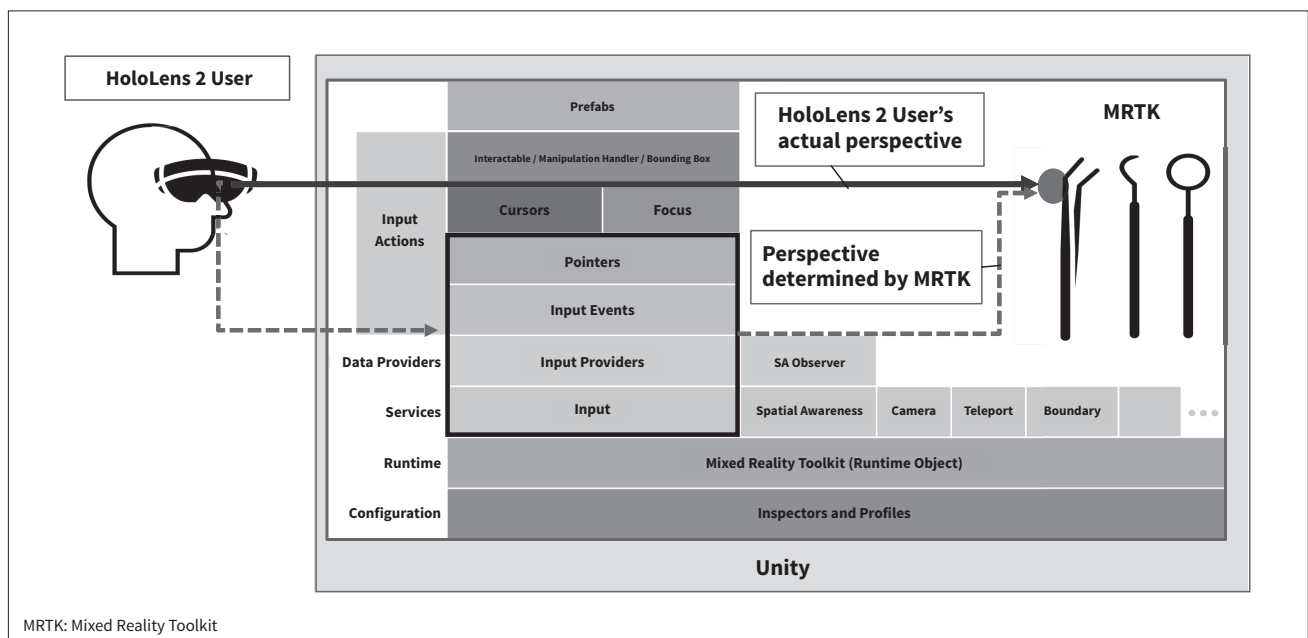 HoloLens 2 User
Prefabs
HoloLens 2 User's
actual perspective
MRTK
Interactable / Manipulation Handler / Bounding Box
Input
Actions
Cursors
Focus
Pointers
Perspective
determined by MRTK
Input Events
Data Providers
Input Providers
SA Observer
Services
Input
Spatial Awareness
Camera
Teleport
Boundary
Runtime
Mixed Reality Toolkit (Runtime Object)
Configuration
Inspectors and Profiles
Unity
MRTK: Mixed Reality Toolkit